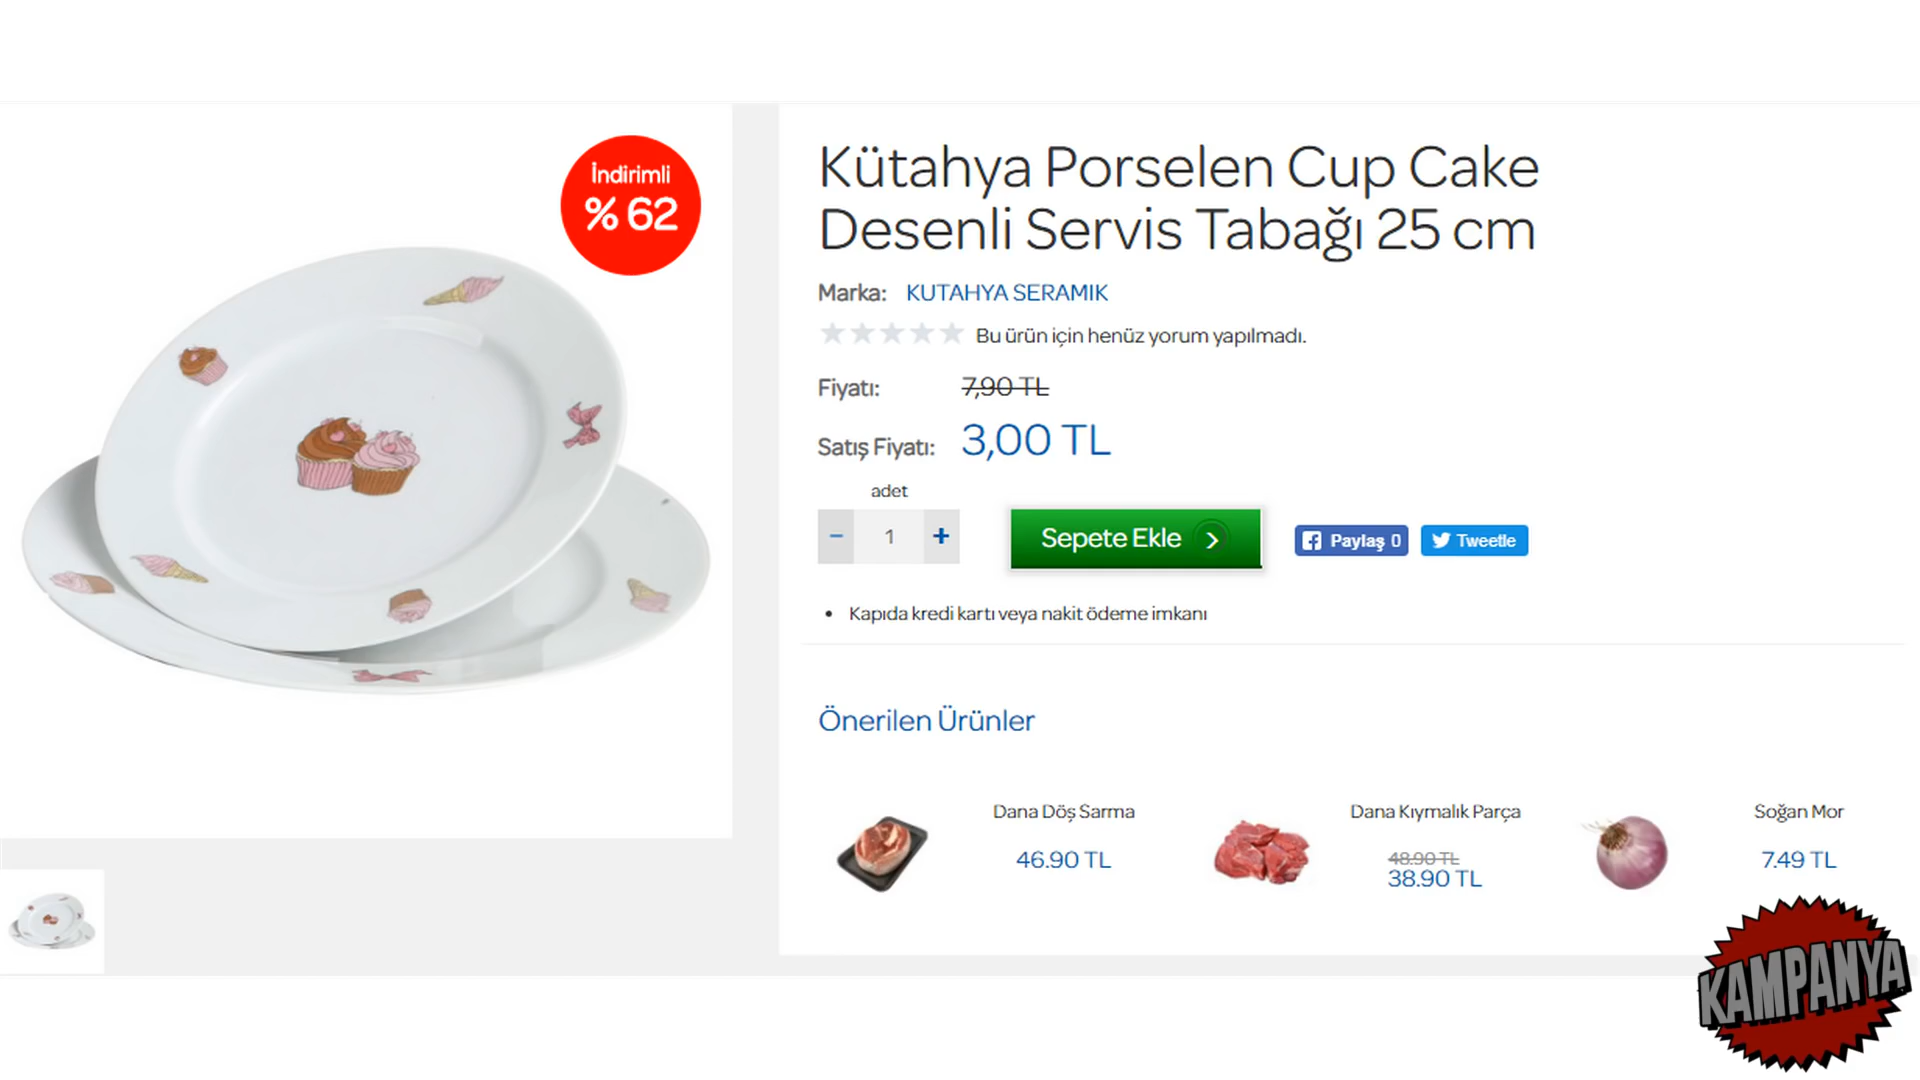 İndirimli
% 62
Kütahya Porselen Cup Cake
Desenli Servis Tabağı 25 cm
Marka: KUTAHYA SERAMIK
Bu ürün için henüz yorum yapılmadı.
Fiyatı: 7,90 TL
Satış Fiyatı: 3,00 TL
adet
- 1 +
Sepete Ekle
Paylaş 0
Tweetle
• Kapıda kredi kartı veya nakit ödeme imkanı
Önerilen Ürünler
Dana Döş Sarma
46.90 TL
Dana Kıymalık Parça
48.90 TL
38.90 TL
Soğan Mor
7.49 TL
KAMPANYA